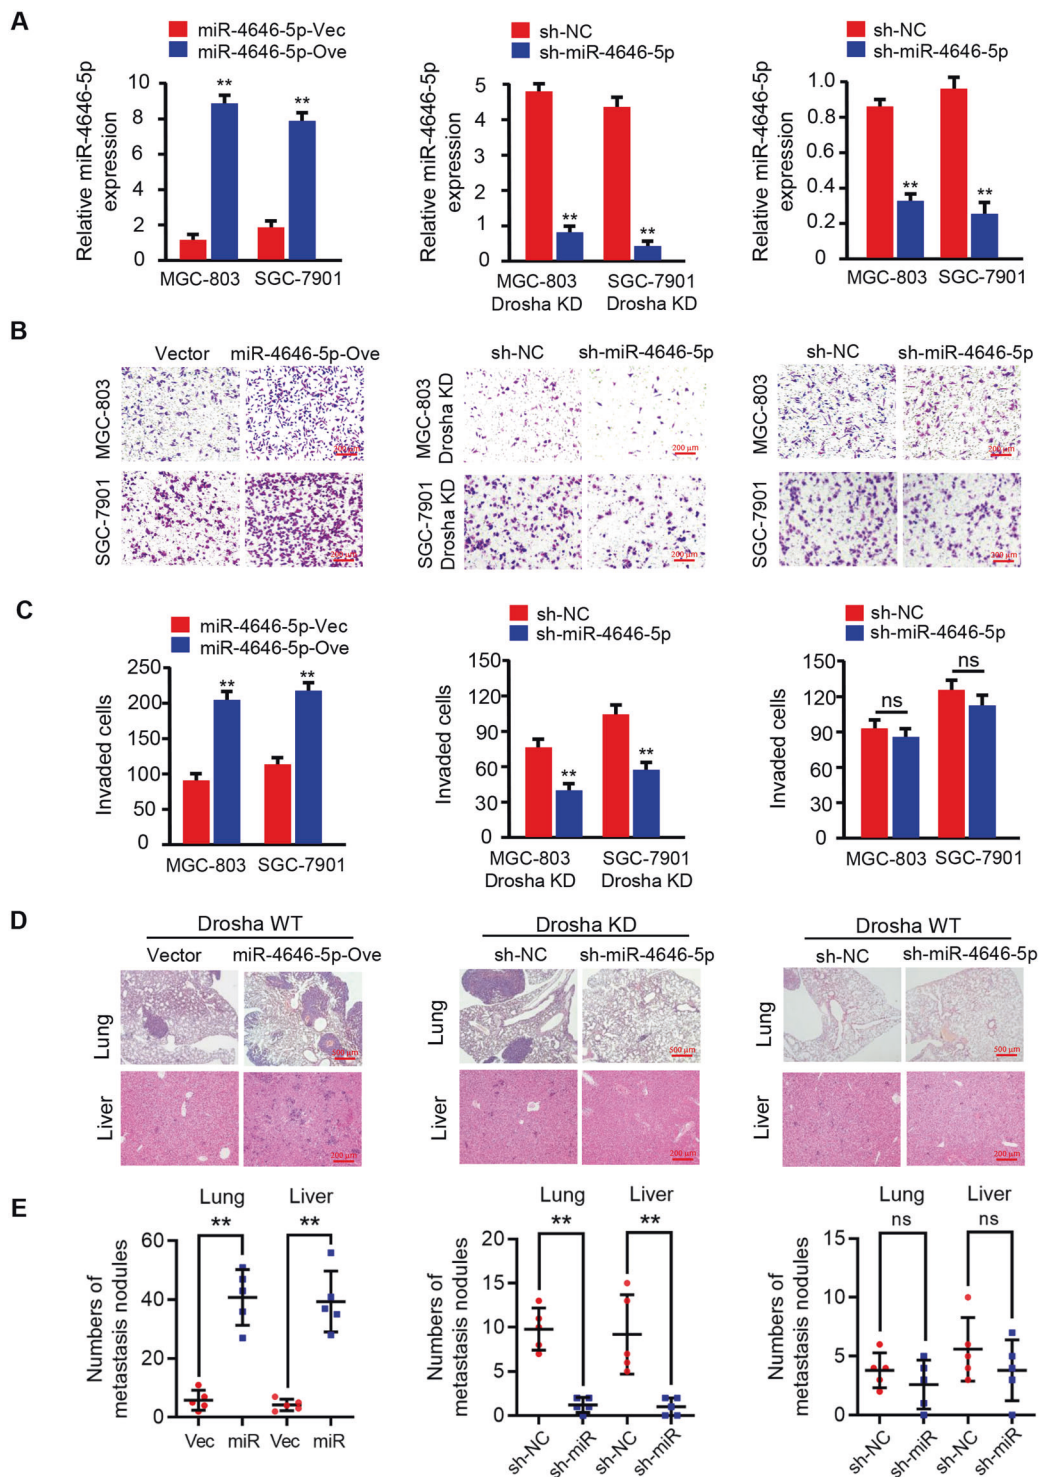 A
miR-4646-5p-Vec
miR-4646-5p-Ove
Relative miR-4646-5p
expression
10
8
6
4
2
0
**
**
MGC-803 SGC-7901
sh-NC
sh-miR-4646-5p
Relative miR-4646-5p
expression
5
4
3
2
1
0
**
**
MGC-803 SGC-7901
Drosha KD Drosha KD
sh-NC
sh-miR-4646-5p
Relative miR-4646-5p
expression
1.0
0.8
0.6
0.4
0.2
0.0
**
**
MGC-803 SGC-7901
B
Vector miR-4646-5p-Ove
MGC-803
200 μm
SGC-7901
200 μm
sh-NC sh-miR-4646-5p
MGC-803
Drosha KD
200 μm
SGC-7901
Drosha KD
200 μm
sh-NC sh-miR-4646-5p
MGC-803
200 μm
SGC-7901
200 μm
C
miR-4646-5p-Vec
miR-4646-5p-Ove
Invaded cells
250
200
150
100
50
0
**
**
MGC-803 SGC-7901
sh-NC
sh-miR-4646-5p
Invaded cells
150
120
90
60
30
0
**
**
MGC-803 SGC-7901
Drosha KD Drosha KD
sh-NC
sh-miR-4646-5p
Invaded cells
150
120
90
60
30
0
ns
ns
MGC-803 SGC-7901
D
Drosha WT
Vector miR-4646-5p-Ove
Lung
500 μm
Liver
200 μm
Drosha KD
sh-NC sh-miR-4646-5p
Lung
500 μm
Liver
200 μm
Drosha WT
sh-NC sh-miR-4646-5p
Lung
500 μm
Liver
200 μm
E
Lung Liver
** **
Numbers of
metastasis nodules
60
40
20
0
Vec miR Vec miR
Lung Liver
** **
Numbers of
metastasis nodules
20
15
10
5
0
sh-NC sh-miR sh-NC sh-miR
Lung Liver
ns ns
Numbers of
metastasis nodules
15
10
5
0
sh-NC sh-miR sh-NC sh-miR